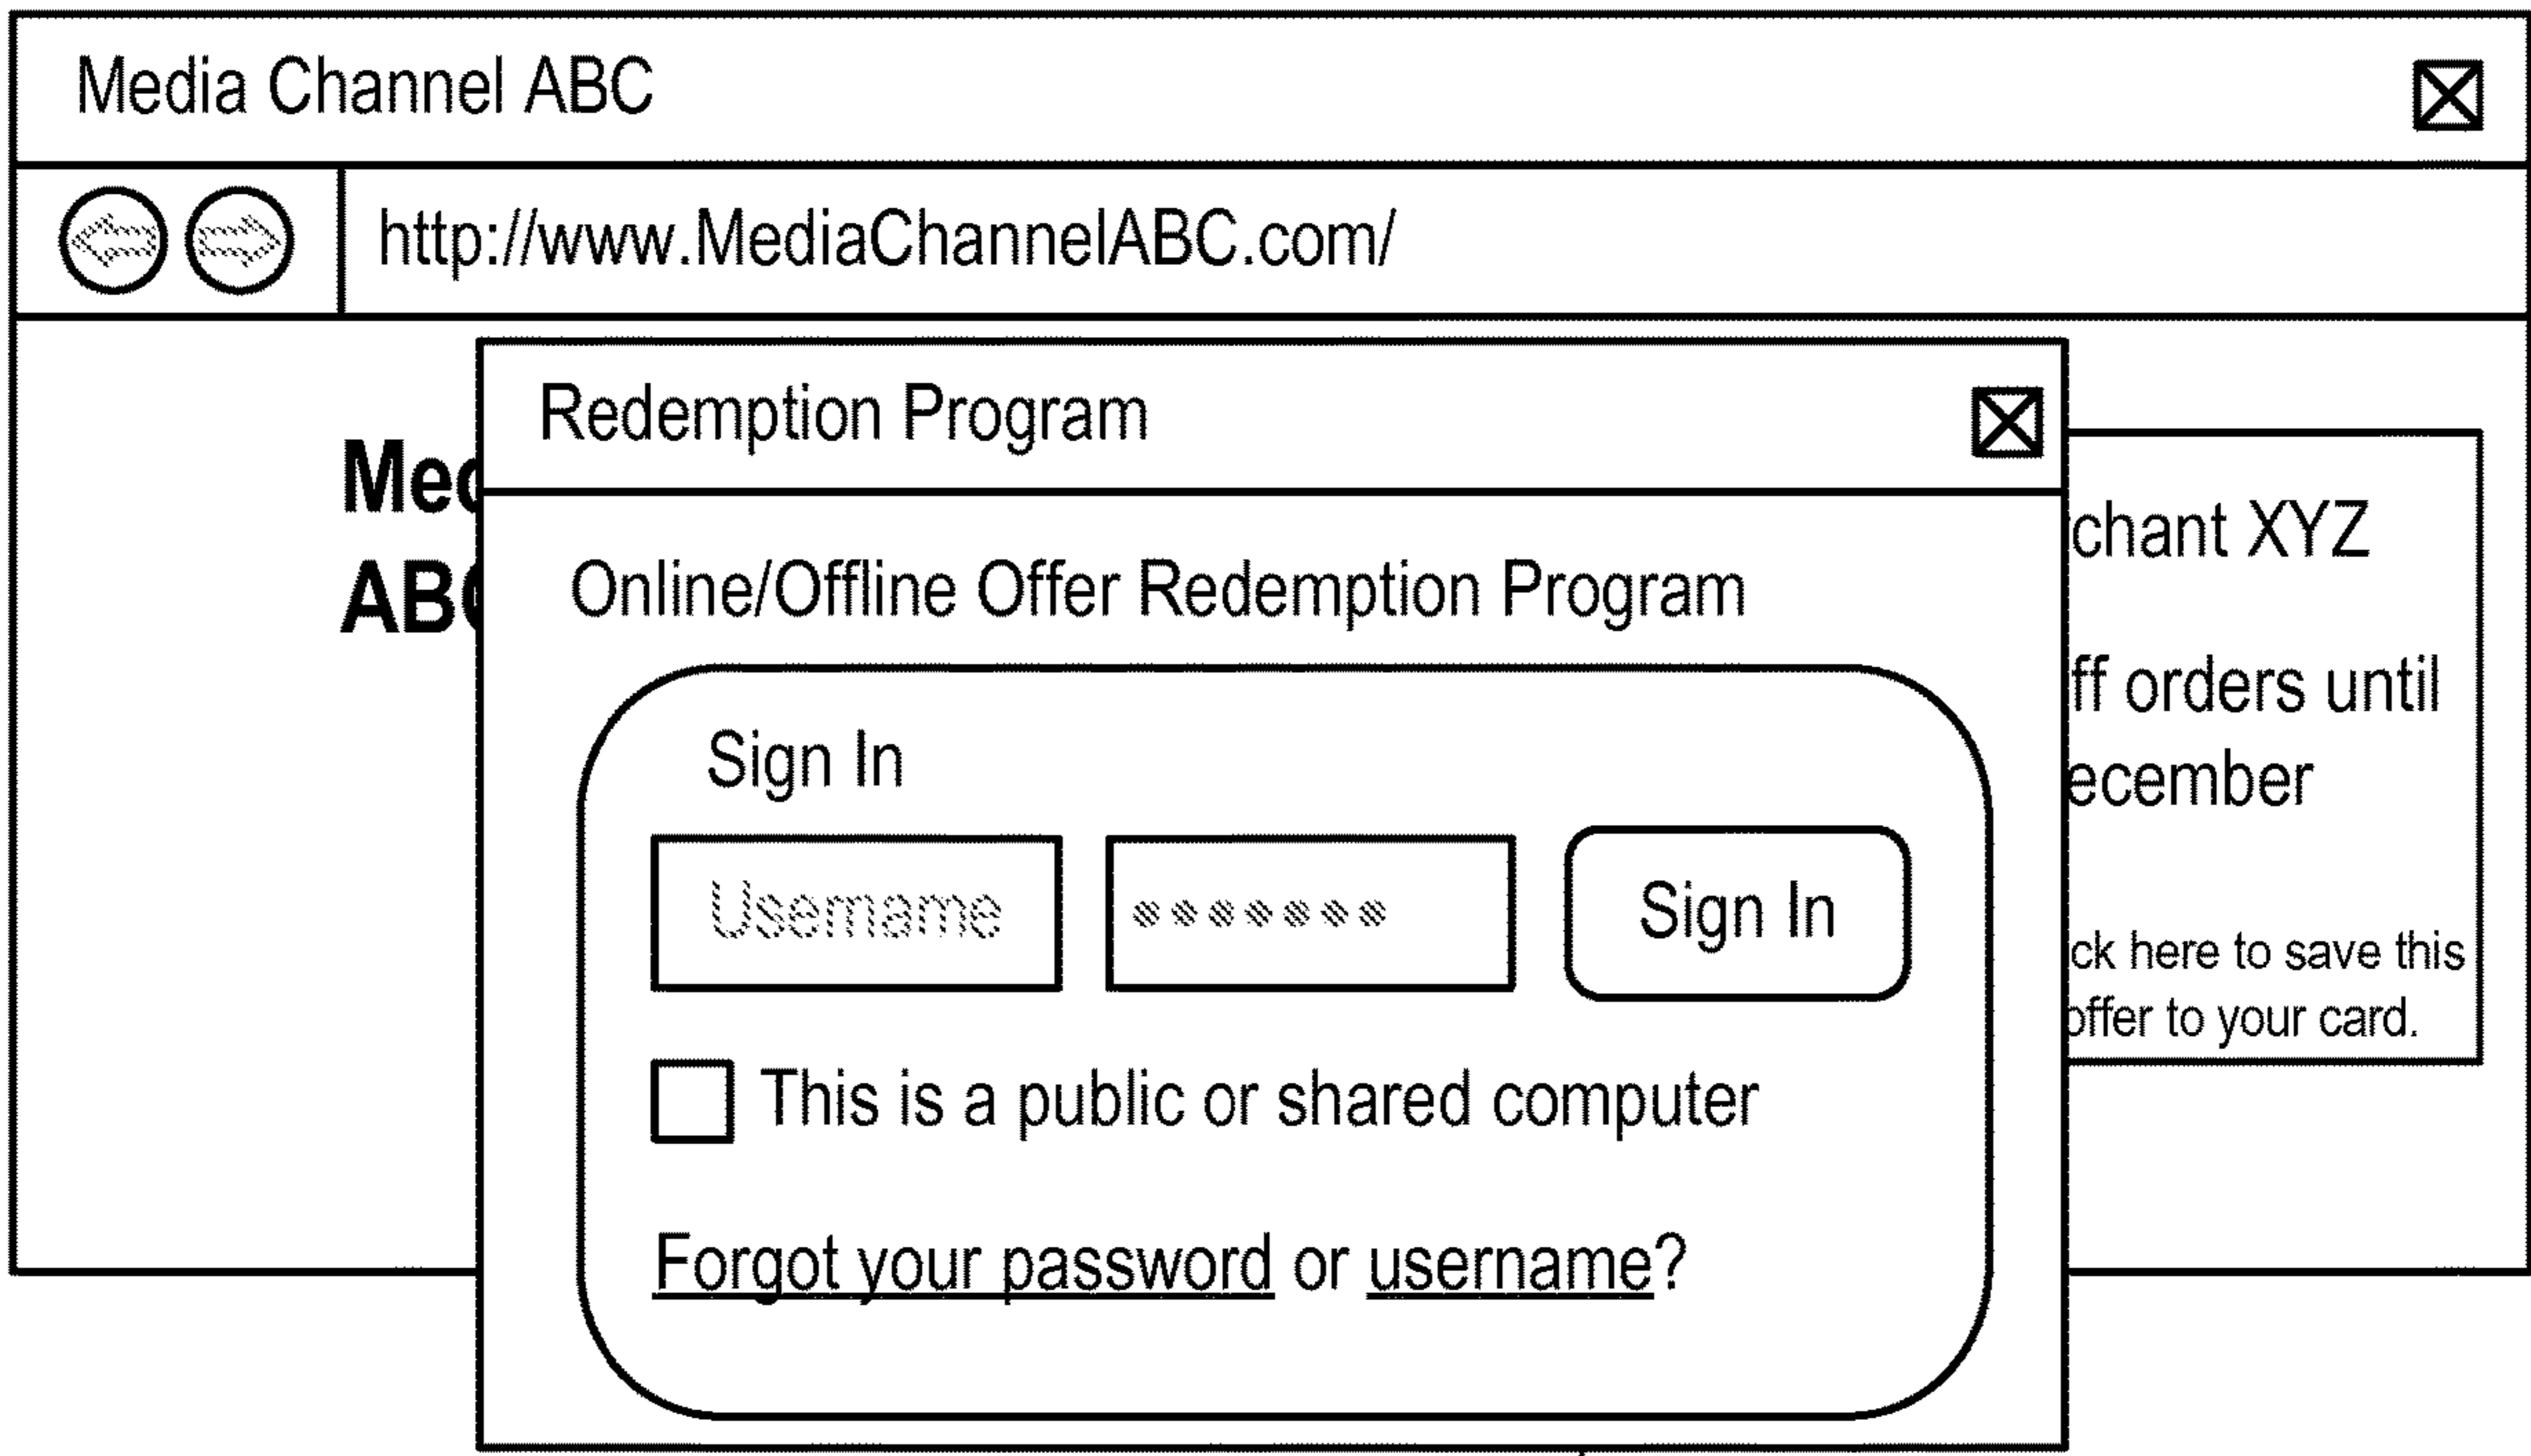 Media Channel ABC
http://www.MediaChannelABC.com/
Redemption Program
Online/Offline Offer Redemption Program
Sign In
Username
Sign In
This is a public or shared computer
Forgot your password or username?
Med
ABC
chant XYZ
ff orders until
ecember
ck here to save this
offer to your card.